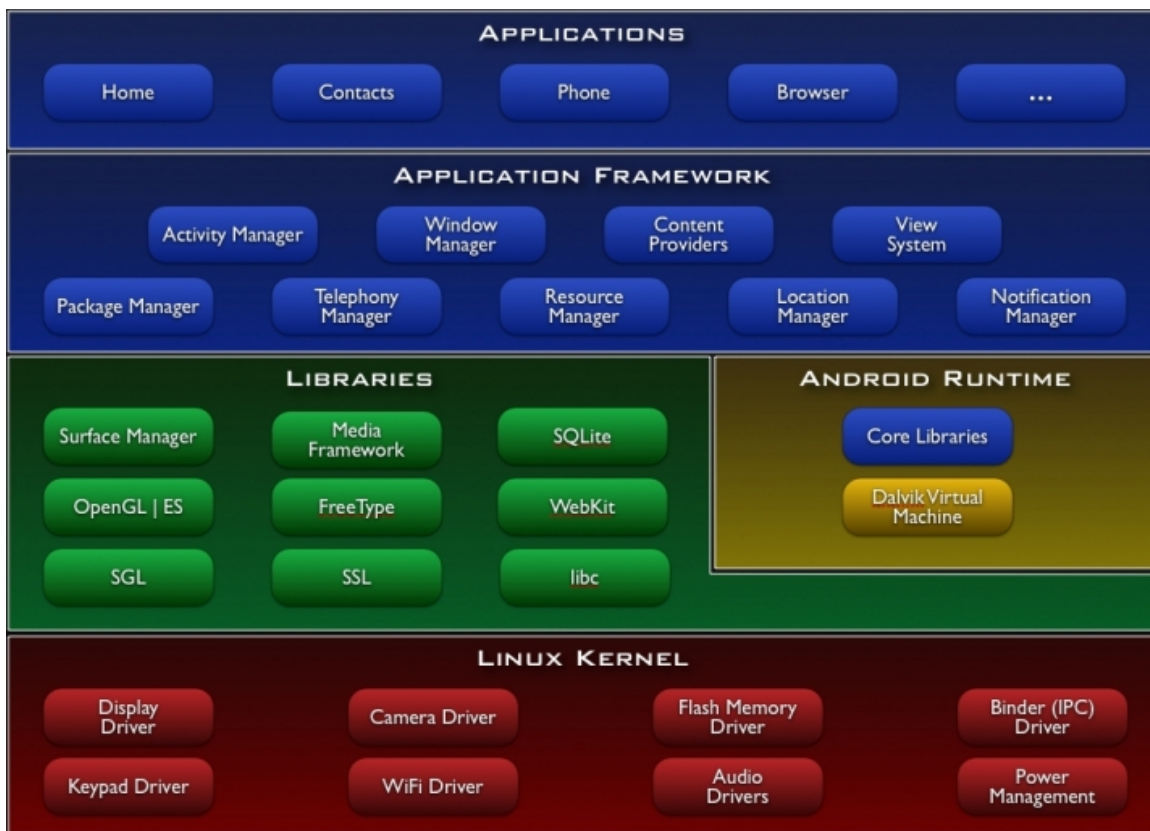 APPLICATIONS
Home
Contacts
Phone
Browser
...
APPLICATION FRAMEWORK
Activity Manager
Window
Manager
Content
Providers
View
System
Package Manager
Telephony
Manager
Resource
Manager
Location
Manager
Notification
Manager
LIBRARIES
Surface Manager
Media
Framework
SQLite
OpenGL | ES
FreeType
WebKit
SGL
SSL
libc
ANDROID RUNTIME
Core Libraries
Dalvik Virtual
Machine
LINUX KERNEL
Display
Driver
Camera Driver
Flash Memory
Driver
Binder (IPC)
Driver
Keypad Driver
WiFi Driver
Audio
Drivers
Power
Management